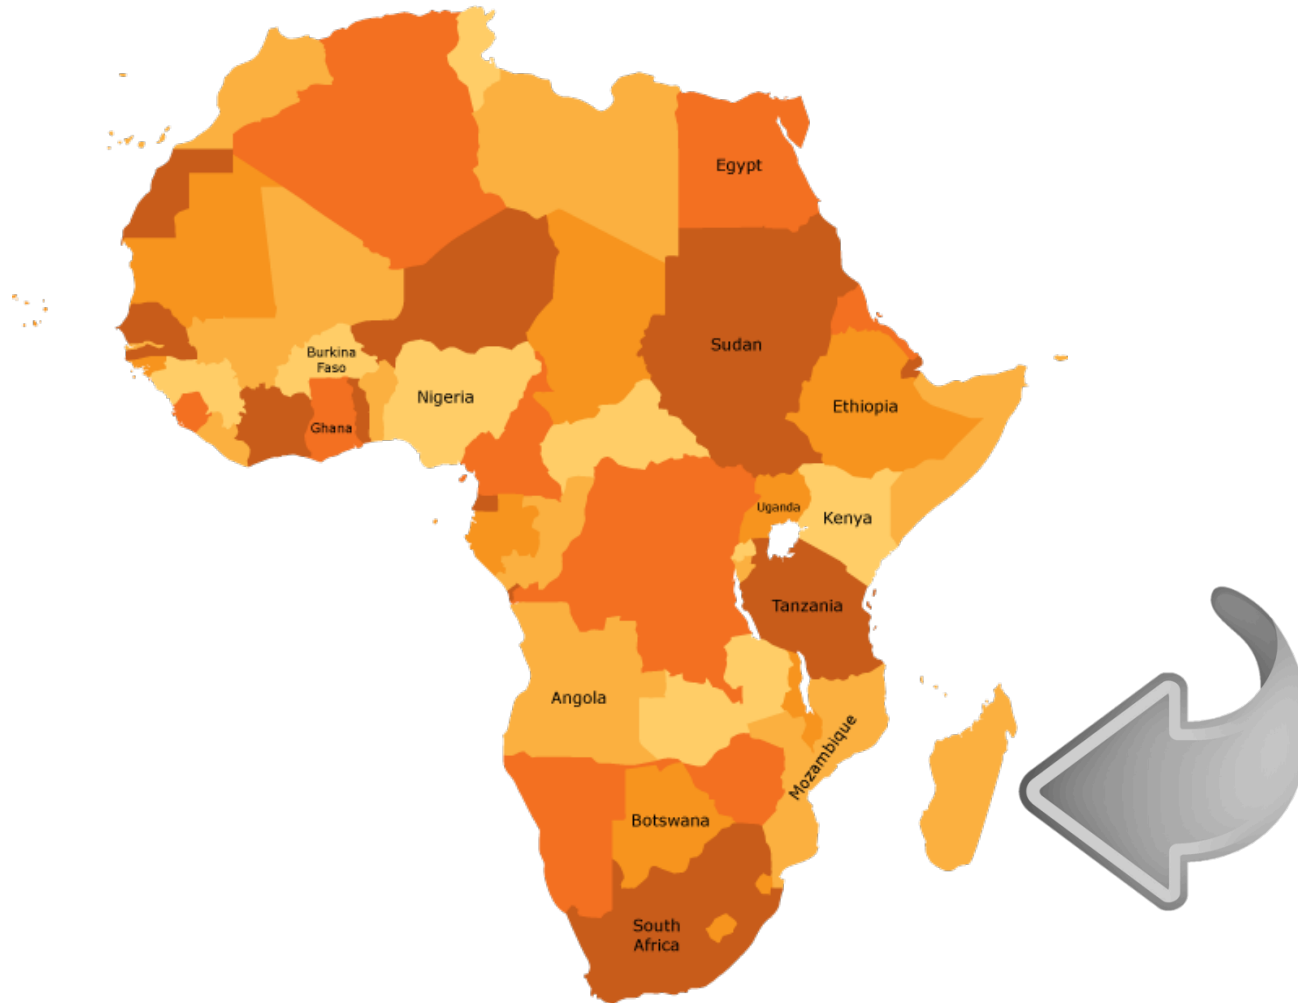 Egypt
Sudan
Burkina
Faso
Nigeria
Ghana
Ethiopia
Uganda
Kenya
Tanzania
Angola
Mozambique
Botswana
South
Africa